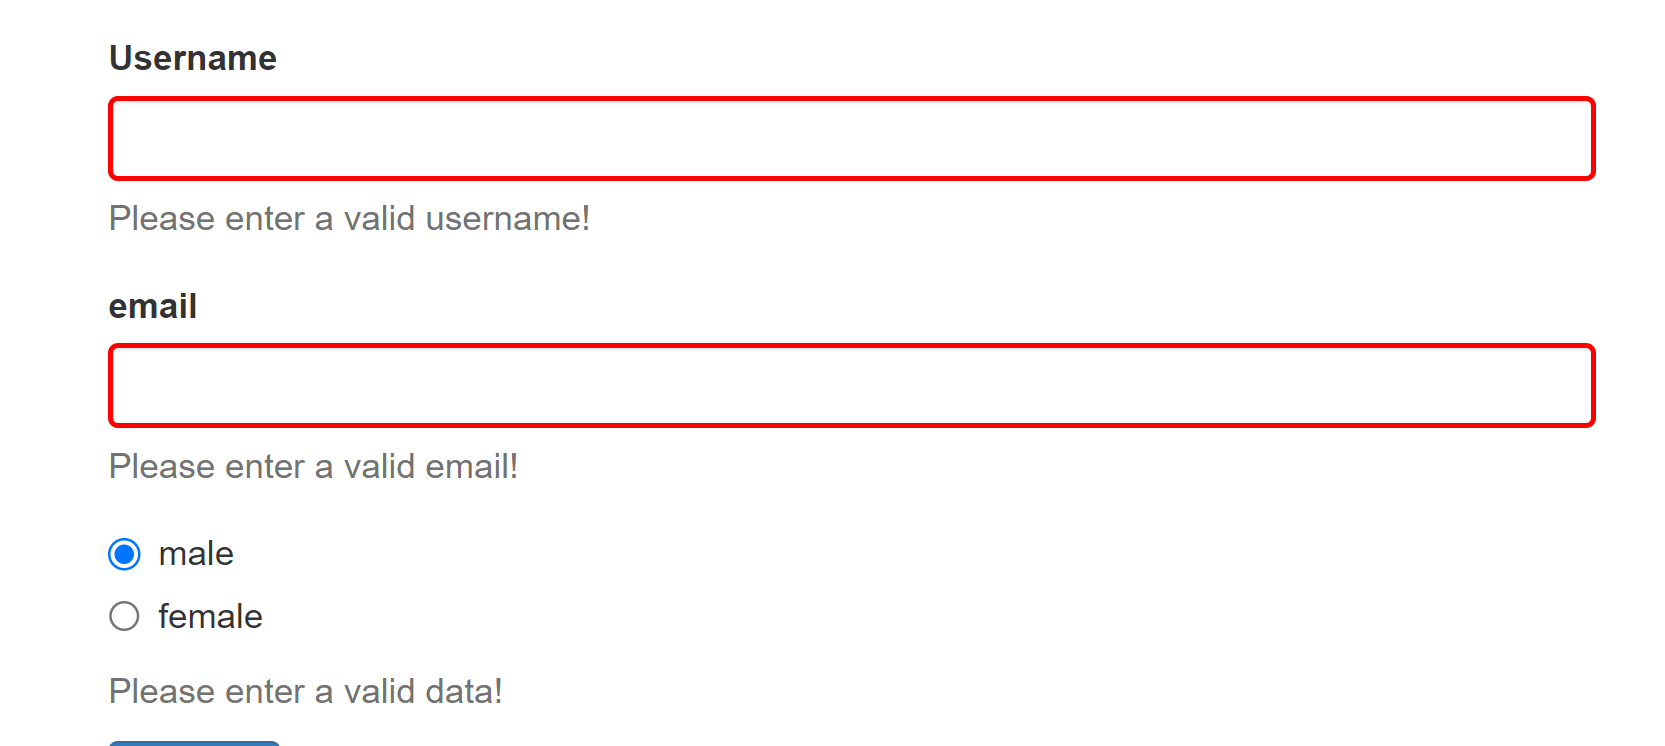 Username
Please enter a valid username!
email
Please enter a valid email!
male
female
Please enter a valid data!